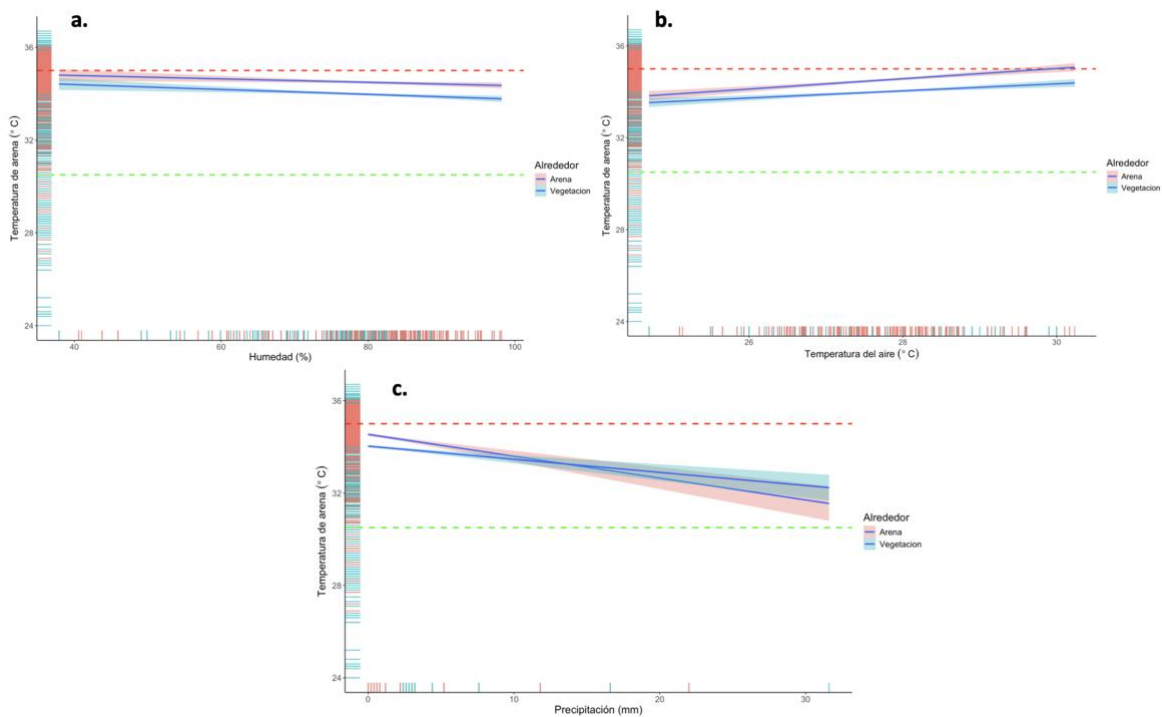 a.
Temperatura de arena (° C)
36
32
28
24
40
60
80
100
Humedad (%)
Alrededor
Arena
Vegetacion
b.
Temperatura de arena (° C)
36
32
28
24
26
28
30
Temperatura del aire (° C)
Alrededor
Arena
Vegetacion
c.
Temperatura de arena (° C)
36
32
28
24
0
10
20
30
Precipitación (mm)
Alrededor
Arena
Vegetacion